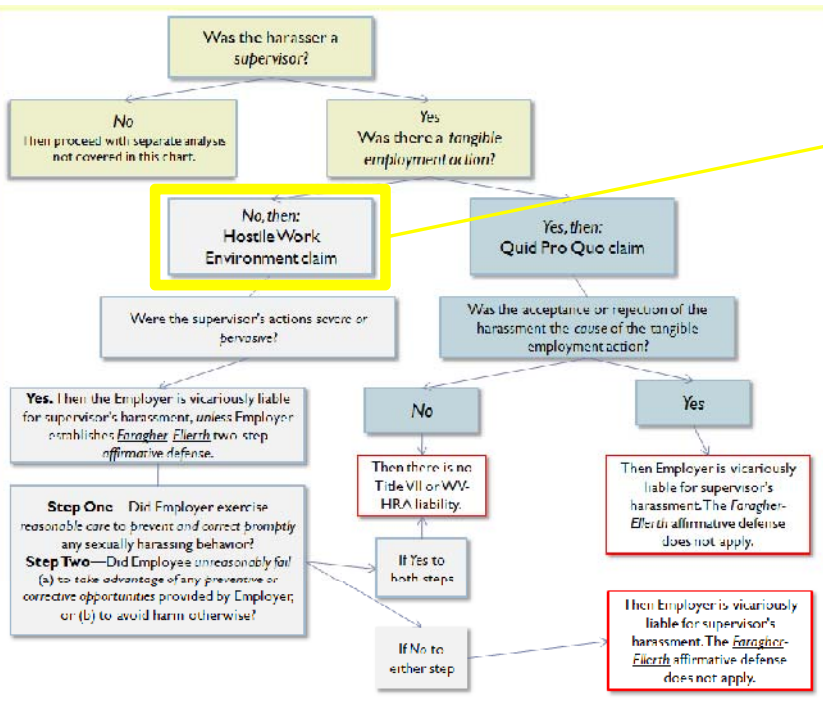 Was the harasser a
supervisor?
No
Then proceed with separate analysis
not covered in this chart.
Yes
Was there a tangible
employment action?
No, then:
Hostile Work
Environment claim
Yes, then:
Quid Pro Quo claim
Were the supervisor's actions severe or
pervasive?
Was the acceptance or rejection of the
harassment the cause of the tangible
employment action?
Yes. Then the Employer is vicariously liable
for supervisor's harassment, unless Employer
establishes Faragher Ellerth two-step
affirmative defense.
No
Yes
Then there is no
Title VII or WV-
HRA liability.
Then Employer is vicariously
liable for supervisor's
harassment. The Faragher-
Ellerth affirmative defense
does not apply.
Step One Did Employer exercise
reasonable care to prevent and correct promptly
any sexually harassing behavior?
Step Two—Did Employee unreasonably fail
(a) to take advantage of any preventive or
corrective opportunities provided by Employer,
or (b) to avoid harm otherwise?
If Yes to
both steps
If No to
either step
Then Employer is vicariously
liable for supervisor's
harassment. The Faragher-
Ellerth affirmative defense
does not apply.